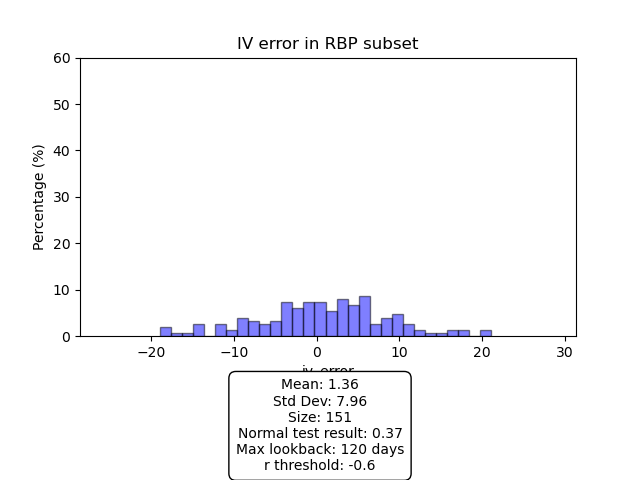 IV error in RBP subset
60
50
40
30
20
10
0
Percentage (%)
−20
−10
0
10
20
30
iv_error
Mean: 1.36
Std Dev: 7.96
Size: 151
Normal test result: 0.37
Max lookback: 120 days
r threshold: -0.6